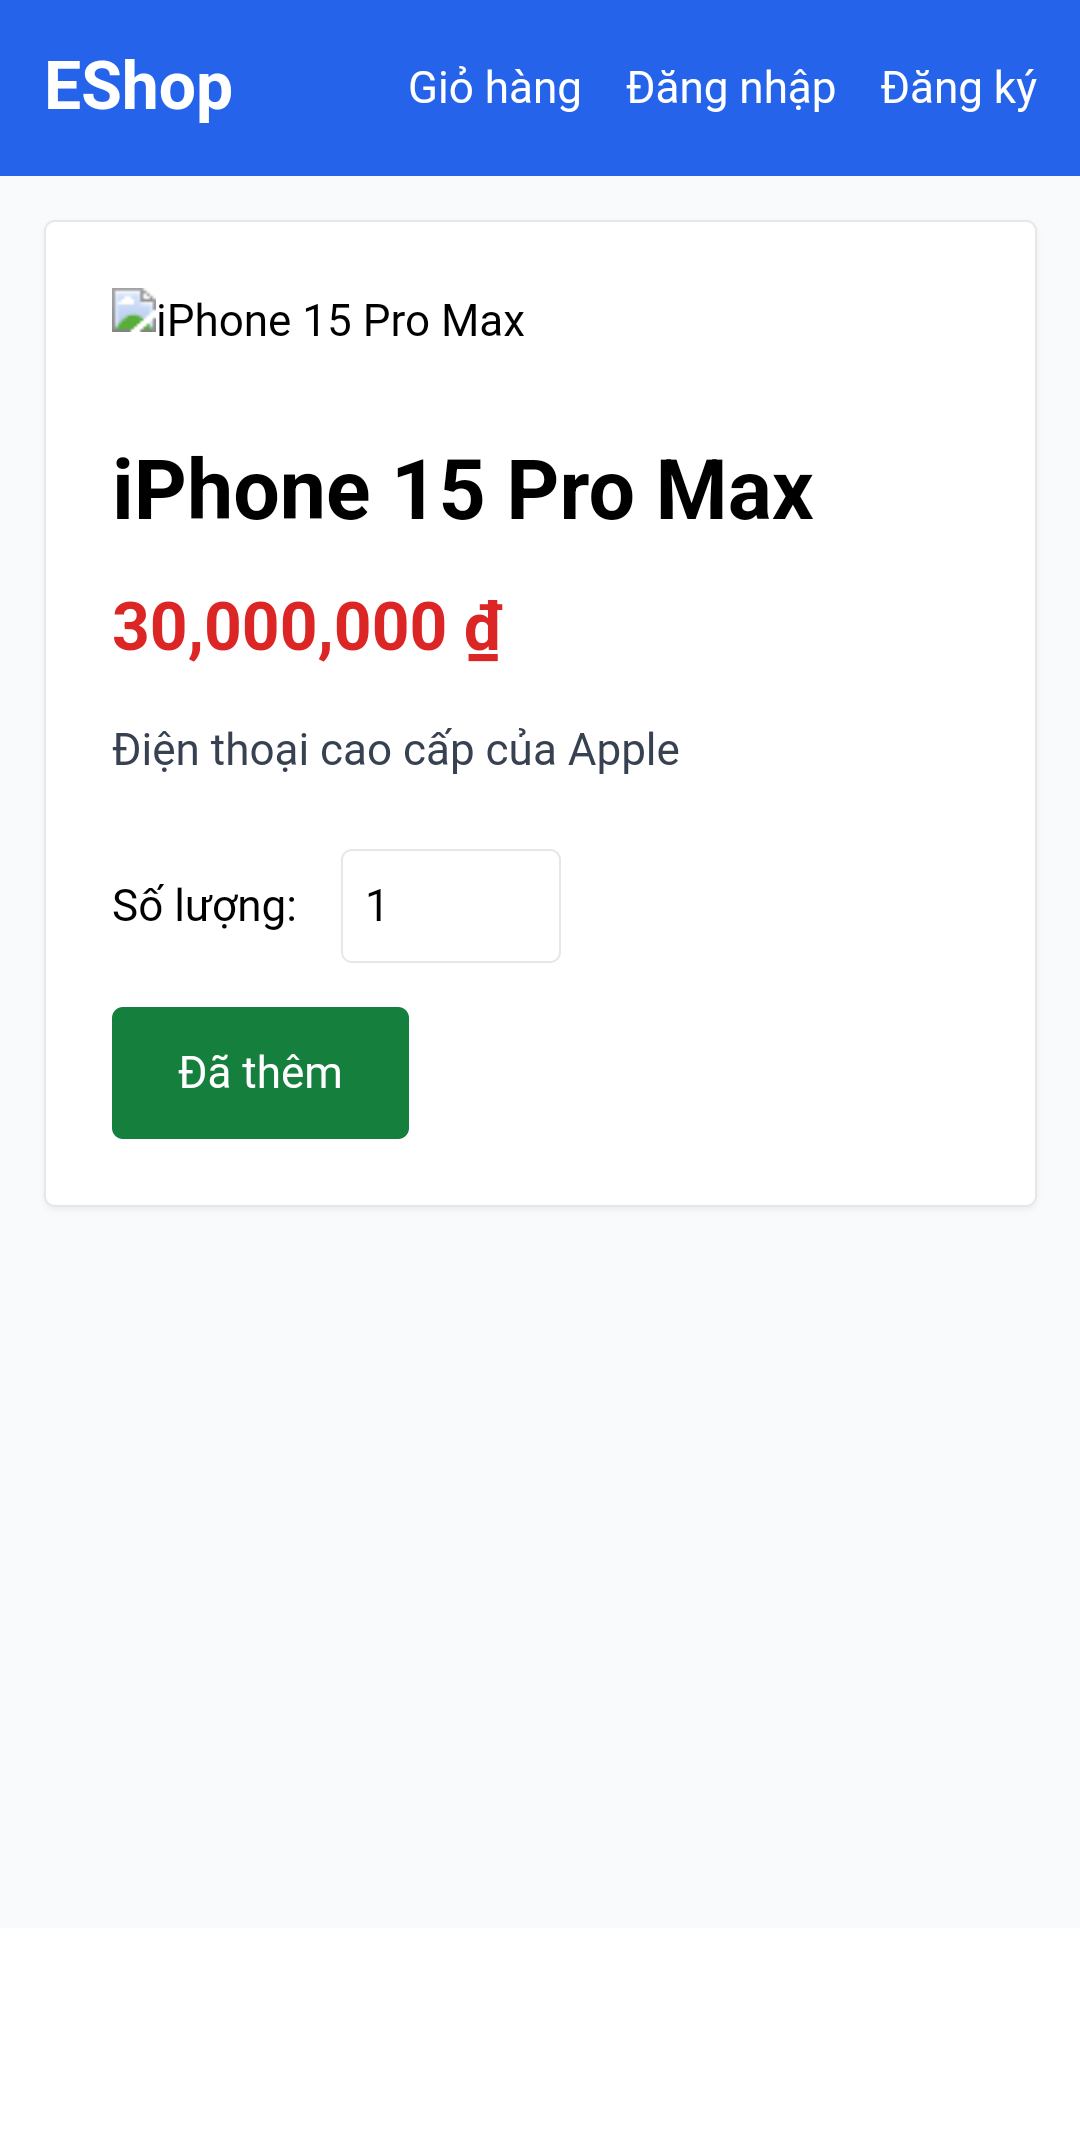 EShop Giỏ hàng Đăng nhập Đăng ký
iPhone 15 Pro Max
iPhone 15 Pro Max
30,000,000 ₫
Điện thoại cao cấp của Apple
Số lượng: 1
Đã thêm